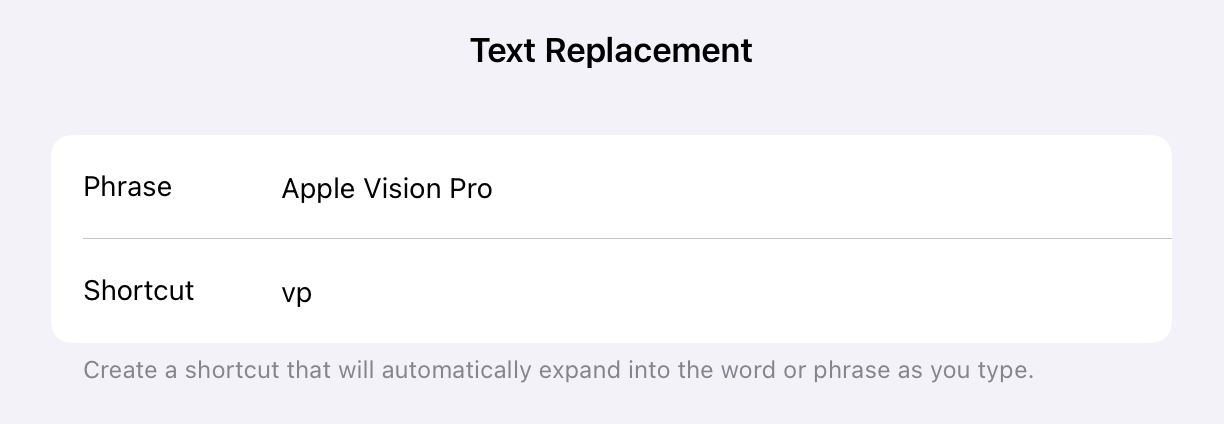 Text Replacement
Phrase Apple Vision Pro
Shortcut vp
Create a shortcut that will automatically expand into the word or phrase as you type.